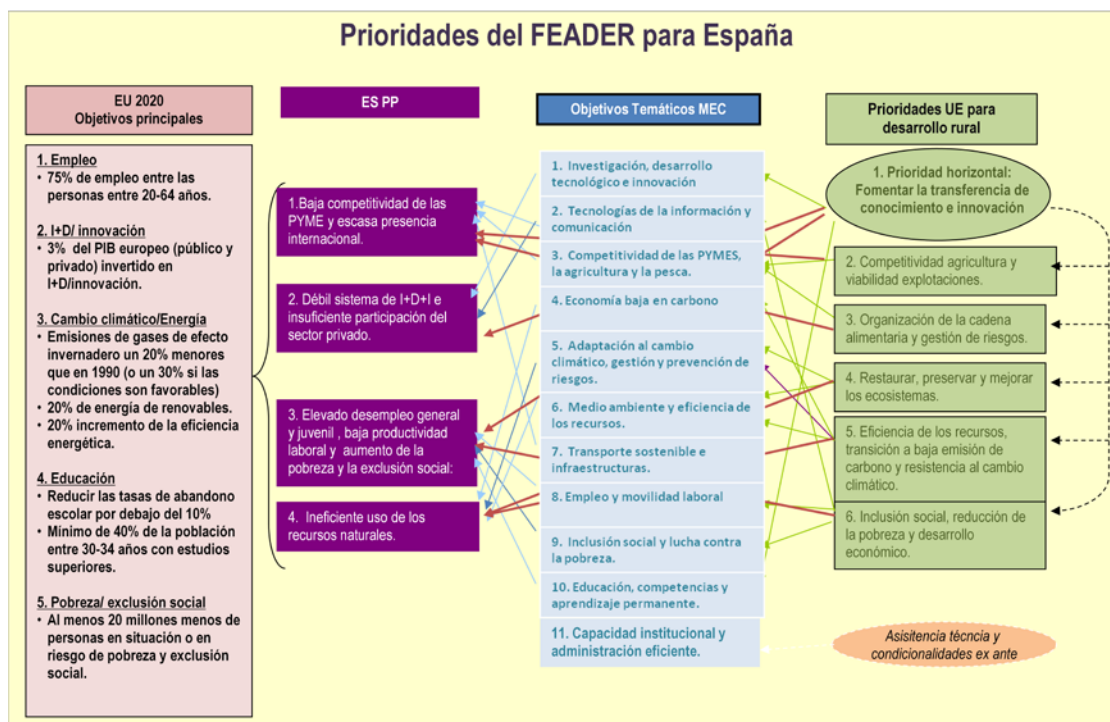 Prioridades del FEADER para España
EU 2020
Objetivos principales
1. Empleo
• 75% de empleo entre las
personas entre 20-64 años.
2. I+D/ innovación
• 3% del PIB europeo (público y
privado) invertido en
I+D/innovación.
3. Cambio climático/Energía
• Emisiones de gases de efecto
invernadero un 20% menores
que en 1990 (o un 30% si las
condiciones son favorables)
• 20% de energía de renovables.
• 20% incremento de la eficiencia
energética.
4. Educación
• Reducir las tasas de abandono
escolar por debajo del 10%
• Mínimo de 40% de la población
entre 30-34 años con estudios
superiores.
5. Pobreza/ exclusión social
• Al menos 20 millones menos de
personas en situación o en
riesgo de pobreza y exclusión
social.
ES PP
1.Baja competitividad de las
PYME y escasa presencia
internacional.
2. Débil sistema de I+D+I e
insuficiente participación del
sector privado.
3. Elevado desempleo general
y juvenil , baja productividad
laboral y aumento de la
pobreza y la exclusión social:
4. Ineficiente uso de los
recursos naturales.
Objetivos Temáticos MEC
1. Investigación, desarrollo
tecnológico e innovación
2. Tecnologías de la información y
comunicación
3. Competitividad de las PYMES,
la agricultura y la pesca.
4. Economía baja en carbono
5. Adaptación al cambio
climático, gestión y prevención de
riesgos.
6. Medio ambiente y eficiencia de
los recursos.
7. Transporte sostenible e
infraestructuras.
8. Empleo y movilidad laboral
9. Inclusión social y lucha contra
la pobreza.
10. Educación, competencias y
aprendizaje permanente.
11. Capacidad institucional y
administración eficiente.
Prioridades UE para
desarrollo rural
1. Prioridad horizontal:
Fomentar la transferencia de
conocimiento e innovación
2. Competitividad agricultura y
viabilidad explotaciones.
3. Organización de la cadena
alimentaria y gestión de riesgos.
4. Restaurar, preservar y mejorar
los ecosistemas.
5. Eficiencia de los recursos,
transición a baja emisión de
carbono y resistencia al cambio
climático.
6. Inclusión social, reducción de
la pobreza y desarrollo
económico.
Asisitencia técncia y
condicionalidades ex ante